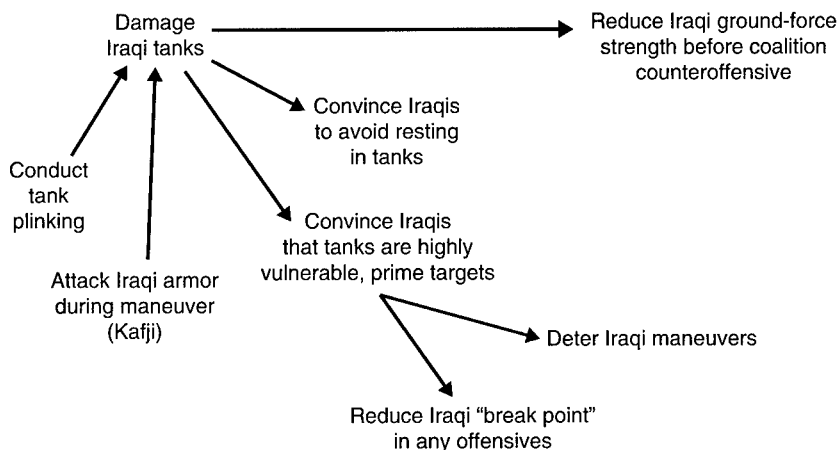 Damage
Iraqi tanks
Reduce Iraqi ground-force
strength before coalition
counteroffensive
Convince Iraqis
to avoid resting
in tanks
Conduct
tank
plinking
Convince Iraqis
that tanks are highly
vulnerable, prime targets
Attack Iraqi armor
during maneuver
(Kafji)
Deter Iraqi maneuvers
Reduce Iraqi “break point”
in any offensives